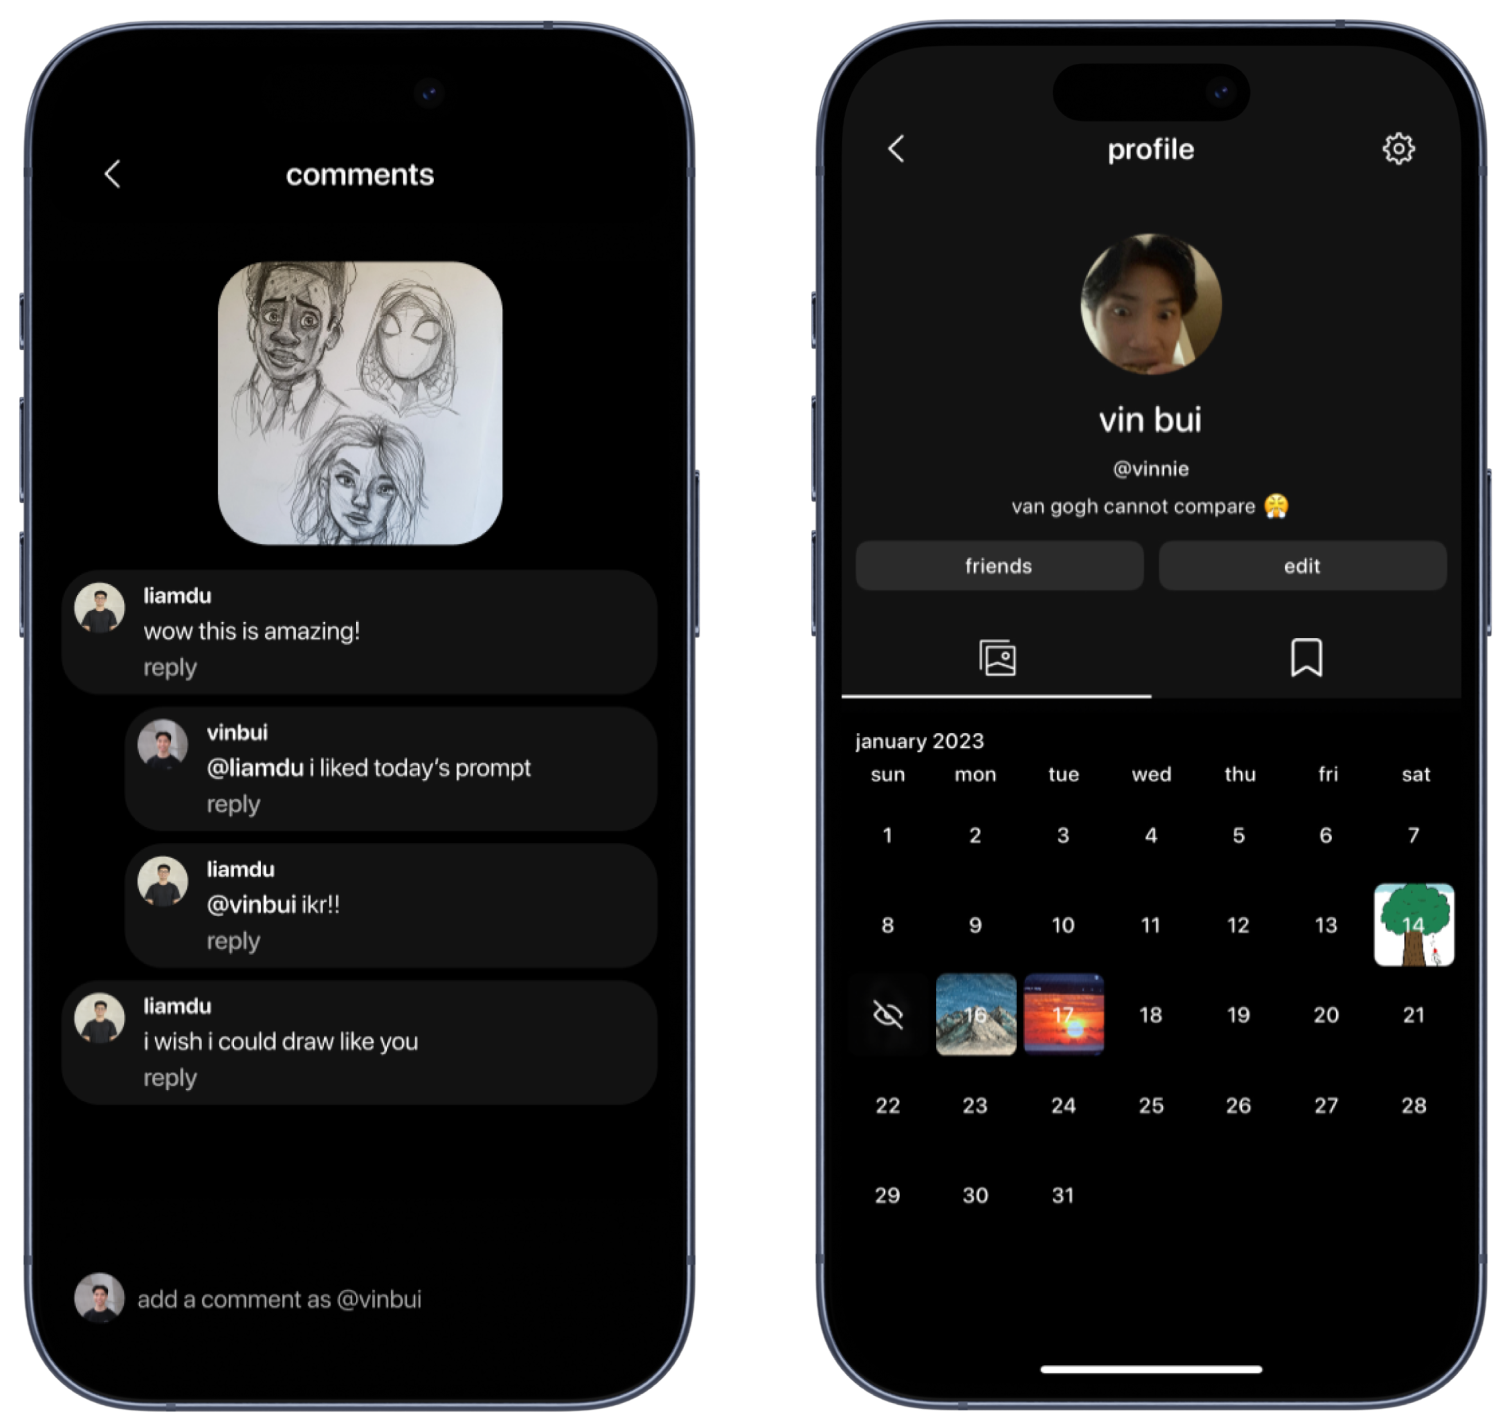 comments
liamdu
wow this is amazing!
reply
vinbui
@liamdu i liked today's prompt
reply
liamdu
@vinbui ikr!!
reply
liamdu
i wish i could draw like you
reply
add a comment as @vinbui
profile
vin bui
@vinnie
van gogh cannot compare 😤
friends edit
january 2023
sun mon tue wed thu fri sat
1 2 3 4 5 6 7
8 9 10 11 12 13 14
16 17 18 19 20 21
22 23 24 25 26 27 28
29 30 31